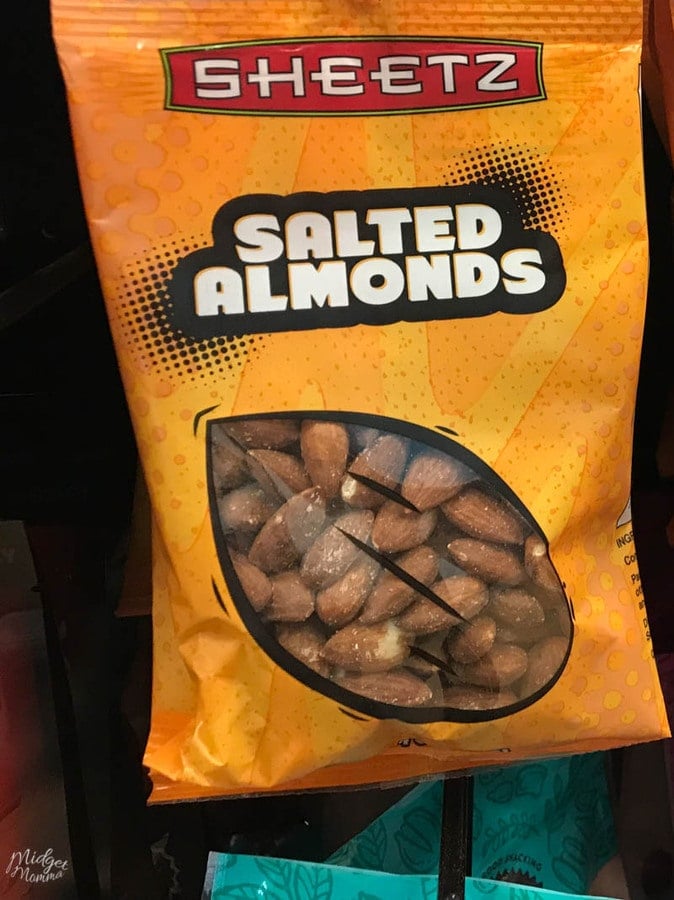 SHEETZ
SALTED
ALMONDS
Midget
Momma